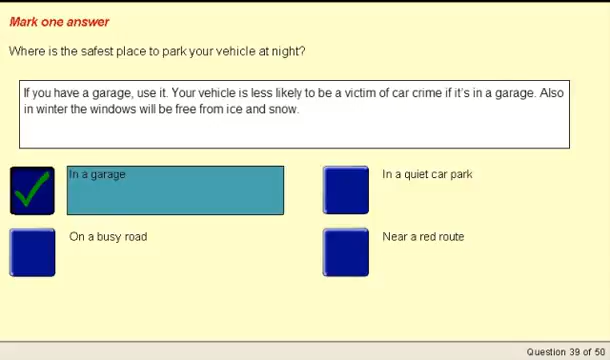 Mark one answer
Where is the safest place to park your vehicle at night?
If you have a garage, use it. Your vehicle is less likely to be a victim of car crime if it's in a garage. Also
in winter the windows will be free from ice and snow.
In a garage
In a quiet car park
On a busy road
Near a red route
Question 39 of 50